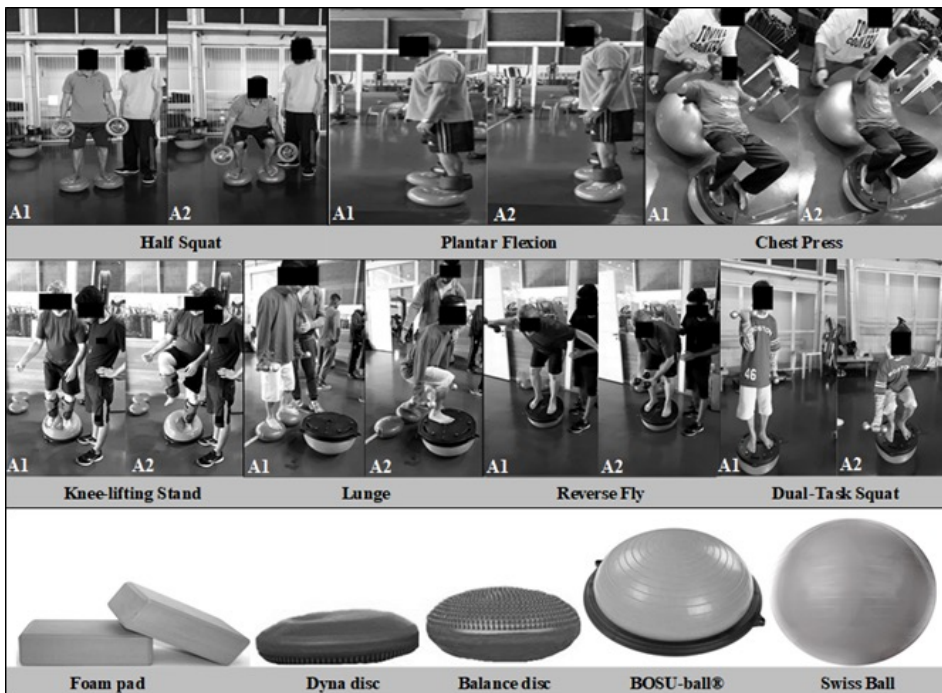 A1 A2 A1 A2 A1 A2
Half Squat Plantar Flexion Chest Press
46
A1 A2 A1 A2 A1 A2 A1 A2
Knee-lifting Stand Lunge Reverse Fly Dual-Task Squat
Foam pad Dyna disc Balance disc BOSU-ball® Swiss Ball